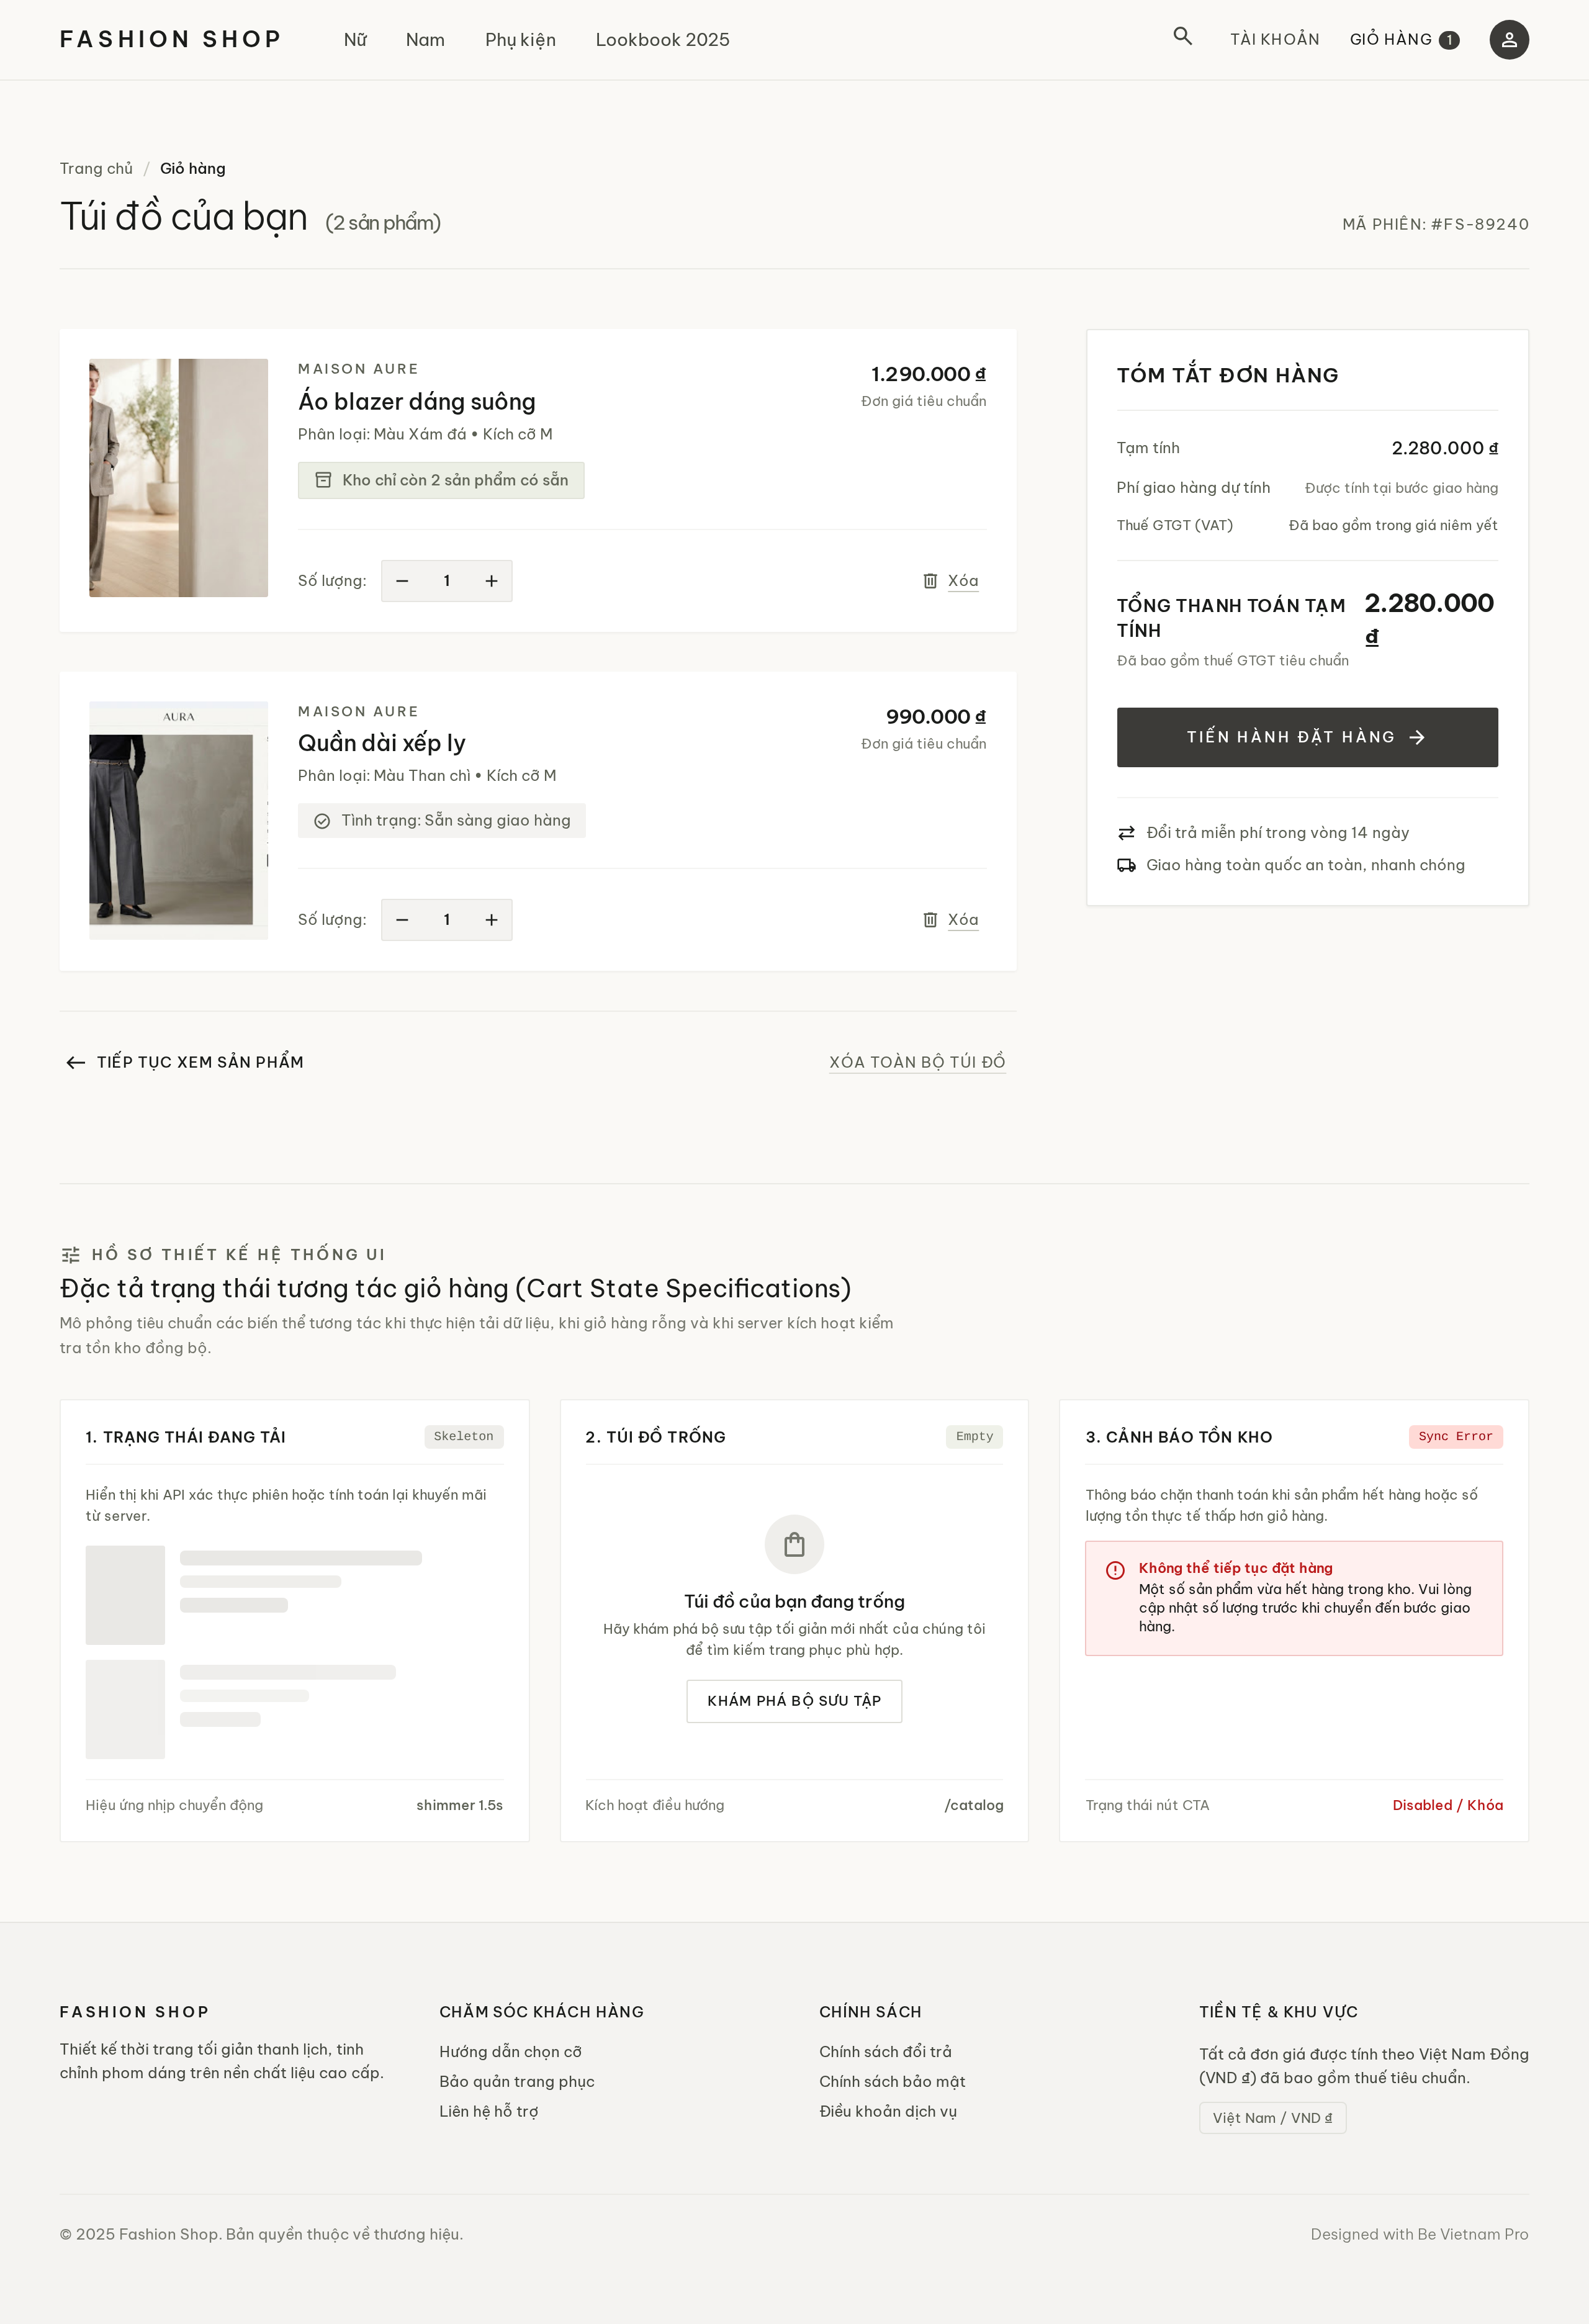 FASHION SHOP
Nữ
Nam
Phụ kiện
Lookbook 2025
TÀI KHOẢN
GIỎ HÀNG 1
Trang chủ / Giỏ hàng
Túi đồ của bạn (2 sản phẩm)
MÃ PHIÊN: #FS-89240
MAISON AURE
Áo blazer dáng suông
Phân loại: Màu Xám đá • Kích cỡ M
Kho chỉ còn 2 sản phẩm có sẵn
1.290.000 ₫
Đơn giá tiêu chuẩn
Số lượng:
1
Xóa
AURA
MAISON AURE
Quần dài xếp ly
Phân loại: Màu Than chì • Kích cỡ M
Tình trạng: Sẵn sàng giao hàng
990.000 ₫
Đơn giá tiêu chuẩn
Số lượng:
1
Xóa
TIẾP TỤC XEM SẢN PHẨM
XÓA TOÀN BỘ TÚI ĐỒ
TÓM TẮT ĐƠN HÀNG
Tạm tính
2.280.000 ₫
Phí giao hàng dự tính
Được tính tại bước giao hàng
Thuế GTGT (VAT)
Đã bao gồm trong giá niêm yết
TỔNG THANH TOÁN TẠM
TÍNH
Đã bao gồm thuế GTGT tiêu chuẩn
2.280.000
₫
TIẾN HÀNH ĐẶT HÀNG
Đổi trả miễn phí trong vòng 14 ngày
Giao hàng toàn quốc an toàn, nhanh chóng
HỒ SƠ THIẾT KẾ HỆ THỐNG UI
Đặc tả trạng thái tương tác giỏ hàng (Cart State Specifications)
Mô phỏng tiêu chuẩn các biến thể tương tác khi thực hiện tải dữ liệu, khi giỏ hàng rỗng và khi server kích hoạt kiểm
tra tồn kho đồng bộ.
1. TRẠNG THÁI ĐANG TẢI
Skeleton
Hiển thị khi API xác thực phiên hoặc tính toán lại khuyến mãi
từ server.
Hiệu ứng nhịp chuyển động
shimmer 1.5s
2. TÚI ĐỒ TRỐNG
Empty
Túi đồ của bạn đang trống
Hãy khám phá bộ sưu tập tối giản mới nhất của chúng tôi
để tìm kiếm trang phục phù hợp.
KHÁM PHÁ BỘ SƯU TẬP
Kích hoạt điều hướng
/catalog
3. CẢNH BÁO TỒN KHO
Sync Error
Thông báo chặn thanh toán khi sản phẩm hết hàng hoặc số
lượng tồn thực tế thấp hơn giỏ hàng.
Không thể tiếp tục đặt hàng
Một số sản phẩm vừa hết hàng trong kho. Vui lòng
cập nhật số lượng trước khi chuyển đến bước giao
hàng.
Trạng thái nút CTA
Disabled / Khóa
FASHION SHOP
Thiết kế thời trang tối giản thanh lịch, tinh
chỉnh phom dáng trên nền chất liệu cao cấp.
CHĂM SÓC KHÁCH HÀNG
Hướng dẫn chọn cỡ
Bảo quản trang phục
Liên hệ hỗ trợ
CHÍNH SÁCH
Chính sách đổi trả
Chính sách bảo mật
Điều khoản dịch vụ
TIỀN TỆ & KHU VỰC
Tất cả đơn giá được tính theo Việt Nam Đồng
(VND ₫) đã bao gồm thuế tiêu chuẩn.
Việt Nam / VND ₫
© 2025 Fashion Shop. Bản quyền thuộc về thương hiệu.
Designed with Be Vietnam Pro